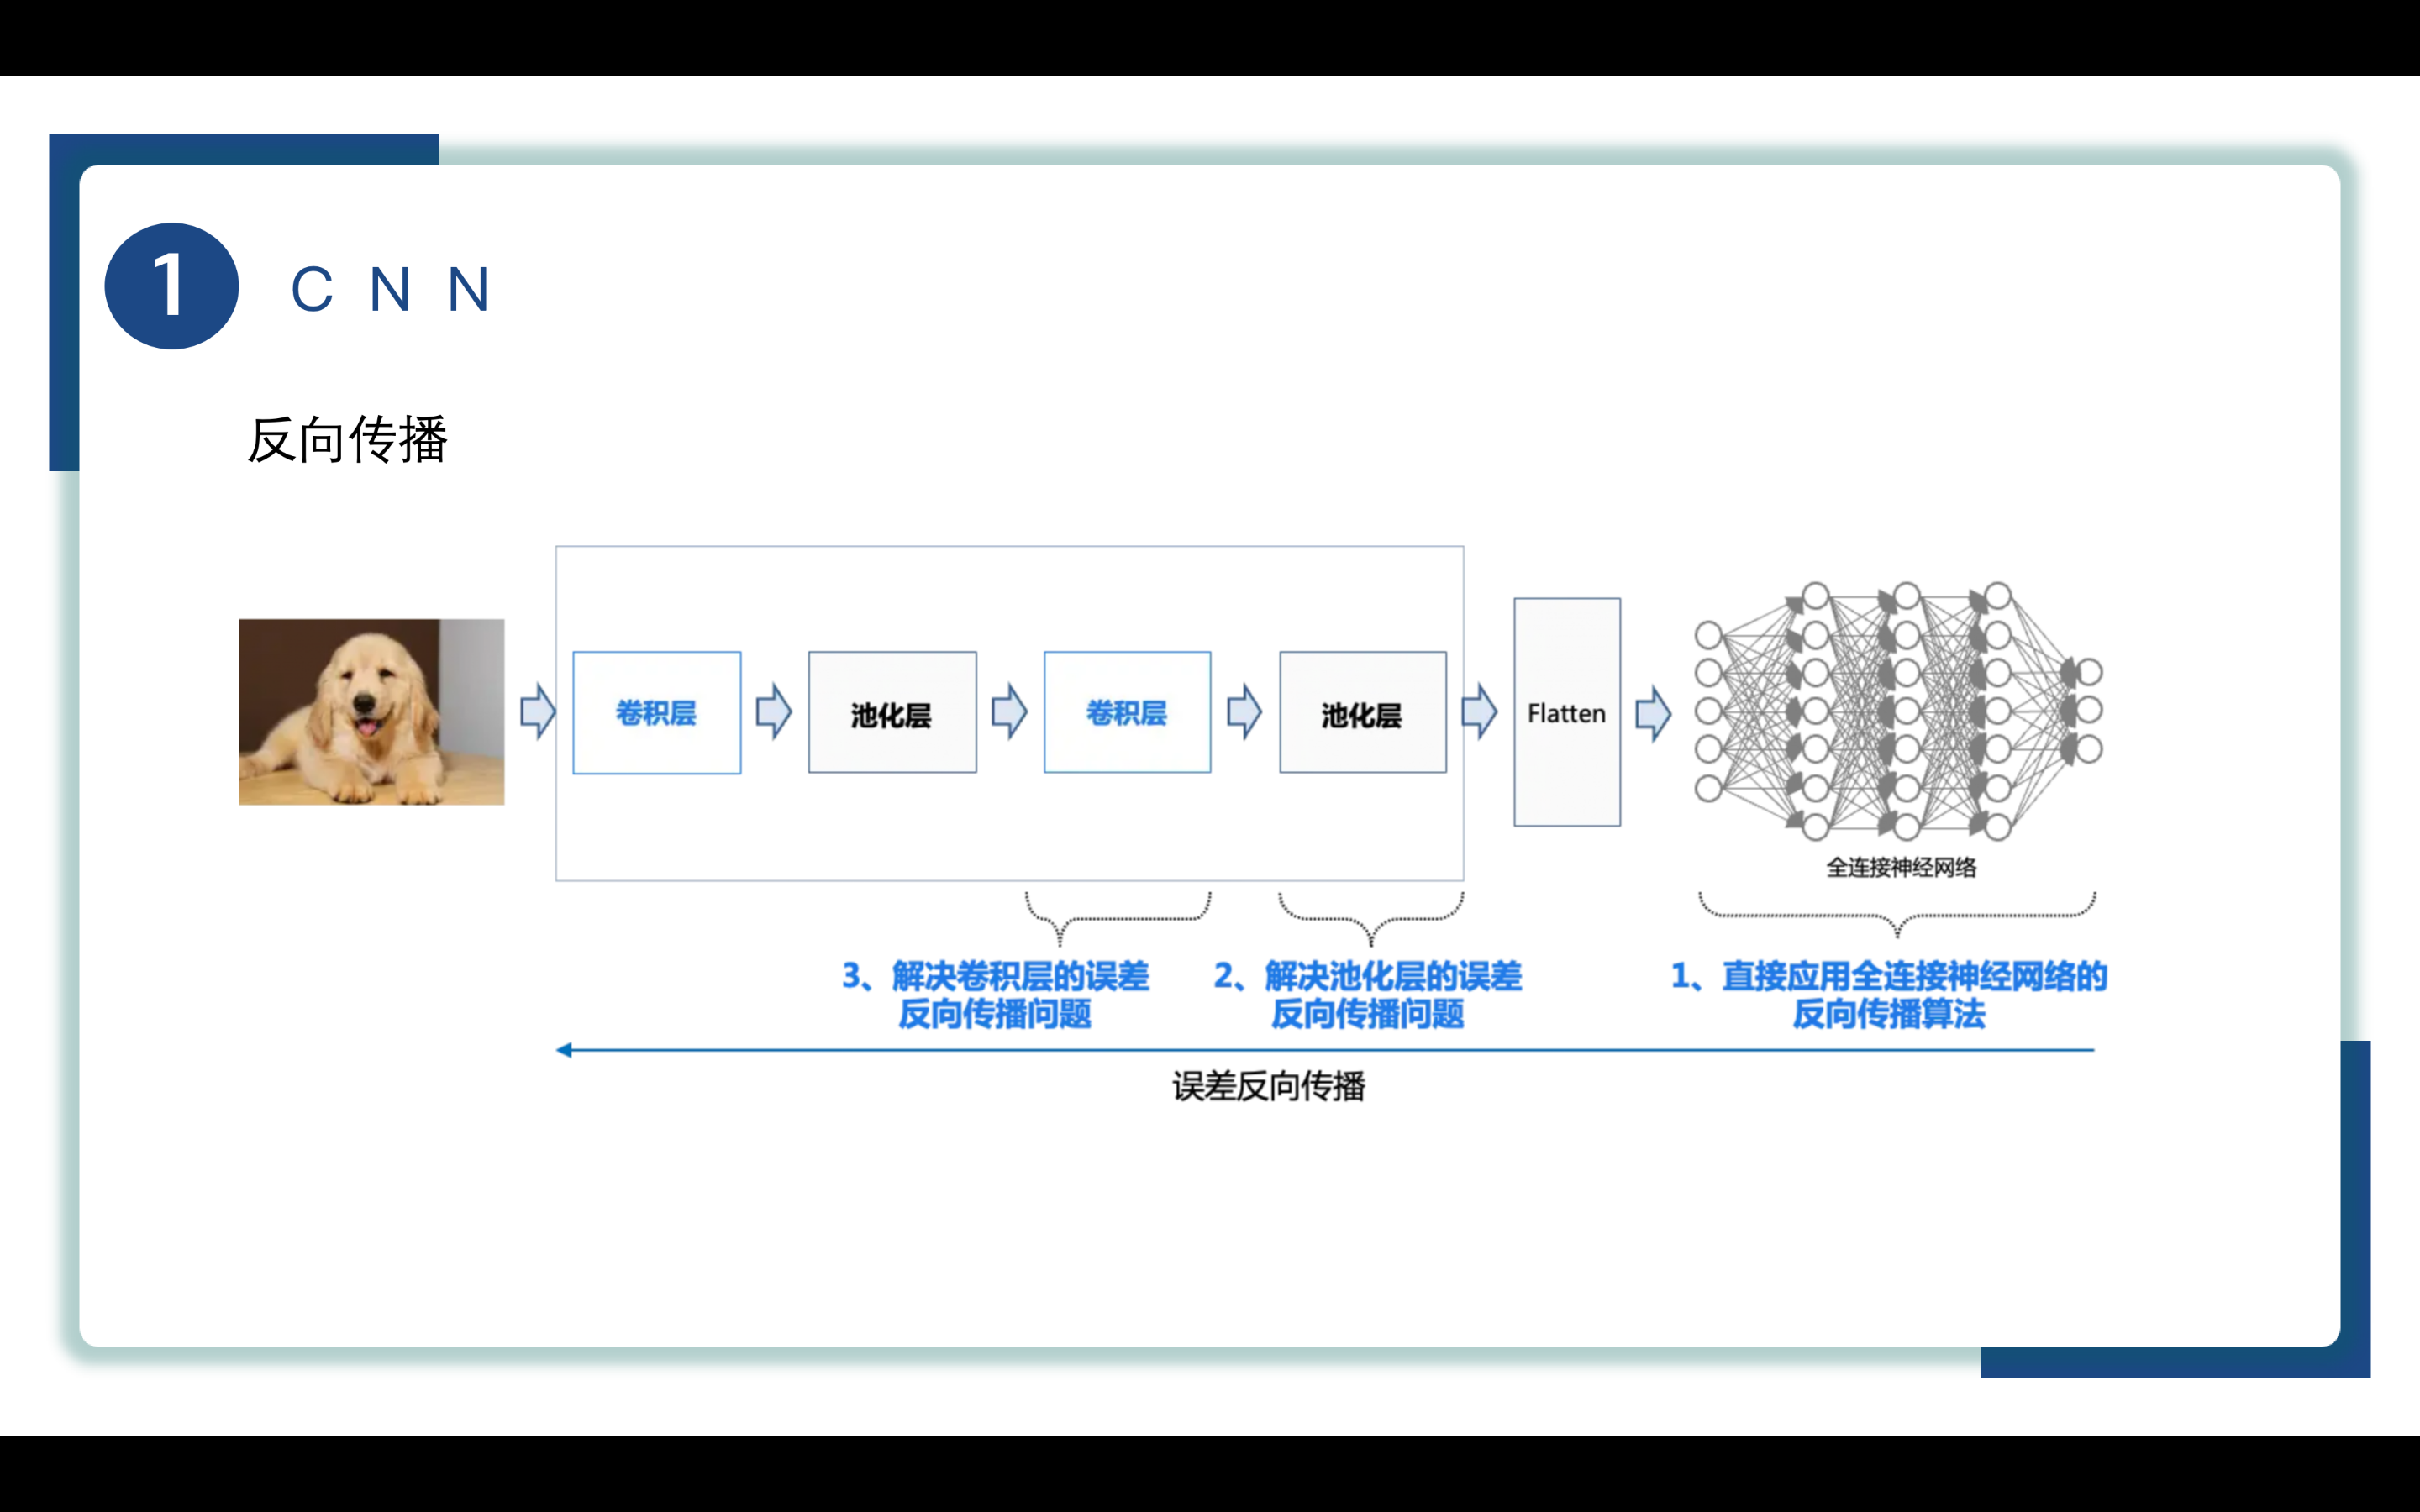 1
CNN
反向传播
卷积层
池化层
卷积层
池化层
Flatten
全连接神经网络
3、解决卷积层的误差
反向传播问题
2、解决池化层的误差
反向传播问题
1、直接应用全连接神经网络的
反向传播算法
误差反向传播